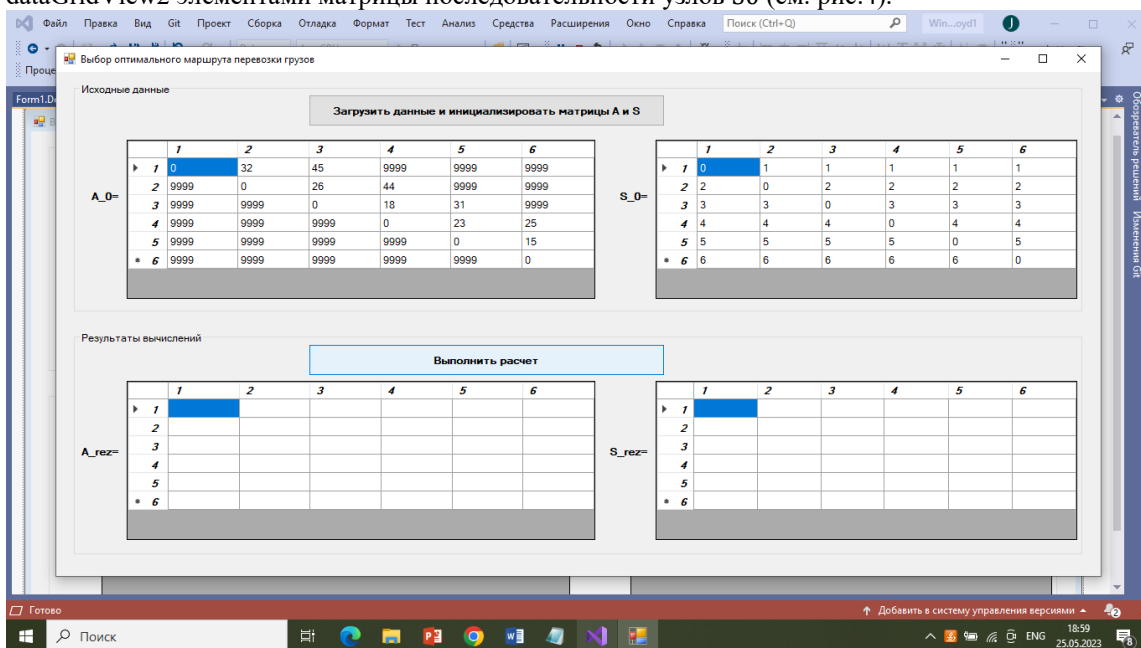 dataGridView2 элементами матрицы последовательности узлов S0 (см. рис.4).
Файл Правка Вид Git Проект Сборка Отладка Формат Тест Анализ Средства Расширения Окно Справка Поиск (Ctrl+Q) Win...oyd1 J
Проце
Выбор оптимального маршрута перевозки грузов
Form1.D
Обозреватель решений Изменения Git
Исходные данные
Загрузить данные и инициализировать матрицы A и S
A_0=
1 2 3 4 5 6
1 0 32 45 9999 9999 9999
2 9999 0 26 44 9999 9999
3 9999 9999 0 18 31 9999
4 9999 9999 9999 0 23 25
5 9999 9999 9999 9999 0 15
* 6 9999 9999 9999 9999 9999 0
S_0=
1 2 3 4 5 6
1 0 1 1 1 1 1
2 2 0 2 2 2 2
3 3 3 0 3 3 3
4 4 4 4 0 4 4
5 5 5 5 5 0 5
* 6 6 6 6 6 6 0
Результаты вычислений
Выполнить расчет
A_rez=
1 2 3 4 5 6
1
2
3
4
5
* 6
S_rez=
1 2 3 4 5 6
1
2
3
4
5
* 6
Готово
Добавить в систему управления версиями 2
Поиск
ENG 18:59
25.05.2023 8